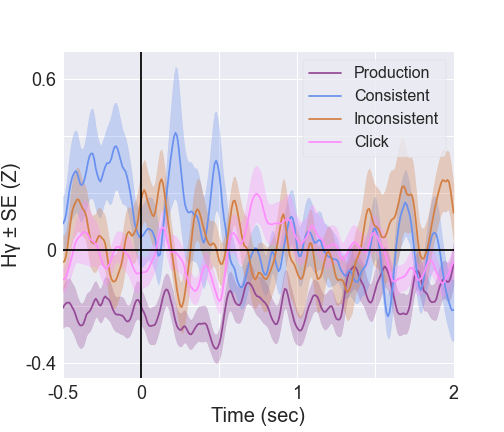 Production
Consistent
Inconsistent
Click
Hγ ± SE (Z)
0.6
0
-0.4
-0.5 0 1 2
Time (sec)